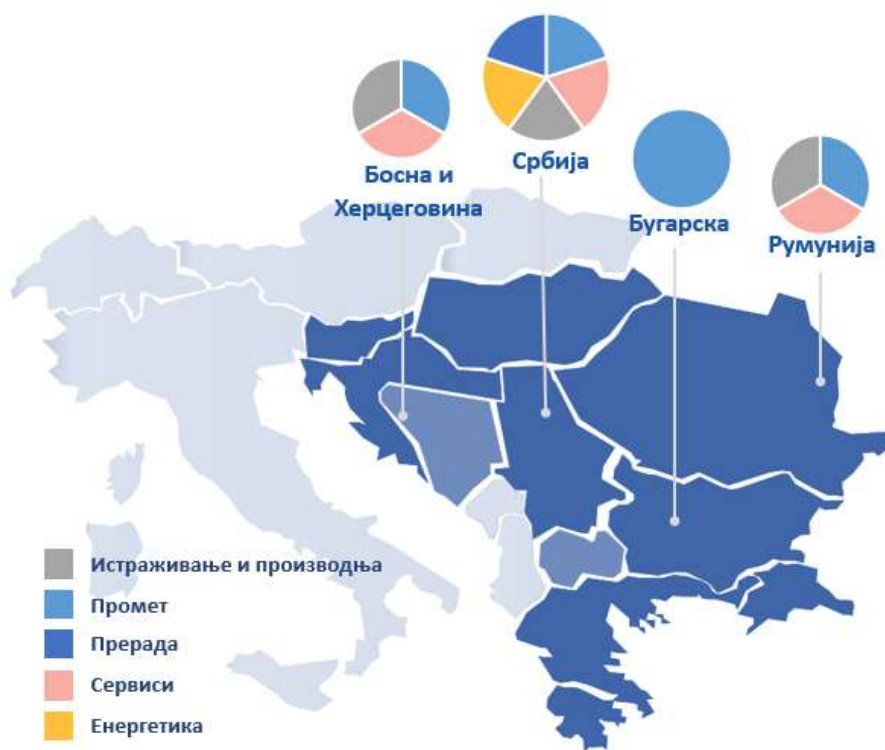 Босна и
Херцеговина
Србија
Бугарска
Румунија
Истраживање и производња
Промет
Прерада
Сервиси
Енергетика